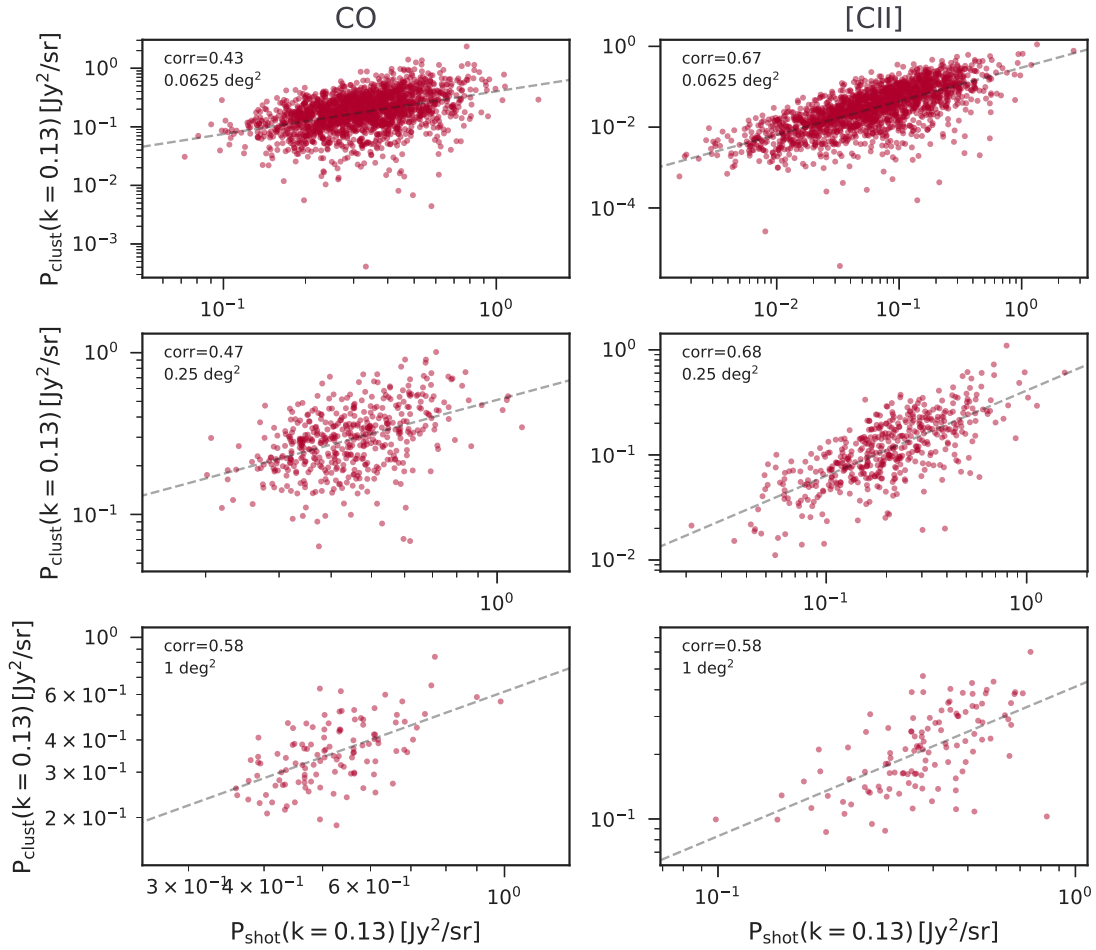 CO
[CII]
P_clust(k = 0.13) [Jy²/sr]
10⁰
10⁻¹
10⁻²
10⁻³
corr=0.43
0.0625 deg²
10⁻¹
10⁰
10⁰
10⁻²
10⁻⁴
corr=0.67
0.0625 deg²
10⁻²
10⁻¹
10⁰
P_clust(k = 0.13) [Jy²/sr]
10⁰
10⁻¹
corr=0.47
0.25 deg²
10⁰
10⁰
10⁻¹
10⁻²
corr=0.68
0.25 deg²
10⁻¹
10⁰
P_clust(k = 0.13) [Jy²/sr]
10⁰
6 × 10⁻¹
4 × 10⁻¹
3 × 10⁻¹
2 × 10⁻¹
corr=0.58
1 deg²
3 × 10⁻¹
4 × 10⁻¹
6 × 10⁻¹
10⁰
10⁻¹
corr=0.58
1 deg²
10⁻¹
10⁰
P_shot(k = 0.13) [Jy²/sr]
P_shot(k = 0.13) [Jy²/sr]